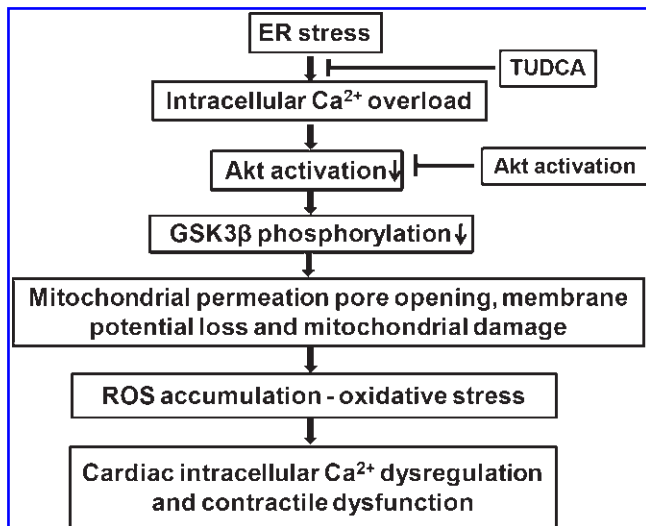 ER stress
TUDCA
Intracellular Ca²⁺ overload
Akt activation↓
Akt activation
GSK3β phosphorylation↓
Mitochondrial permeation pore opening, membrane
potential loss and mitochondrial damage
ROS accumulation - oxidative stress
Cardiac intracellular Ca²⁺ dysregulation
and contractile dysfunction